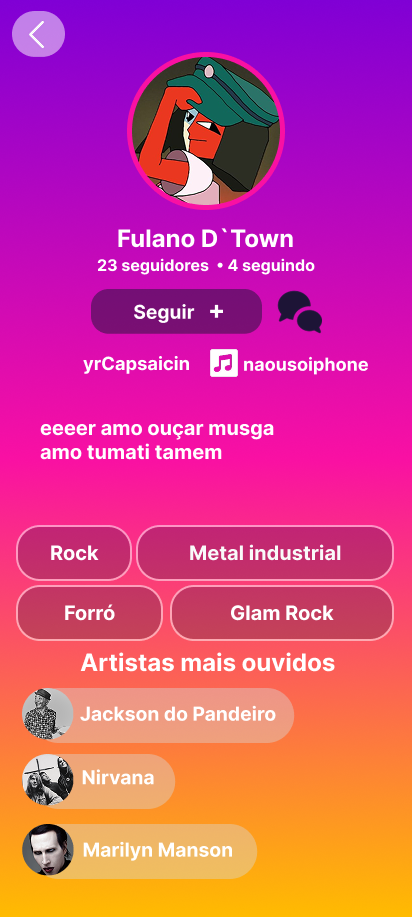 Fulano D`Town
23 seguidores • 4 seguindo
Seguir +
yrCapsaicin naousoiphone
eeeer amo ouçar musga
amo tumati tamem
Rock Metal industrial
Forró Glam Rock
Artistas mais ouvidos
Jackson do Pandeiro
Nirvana
Marilyn Manson